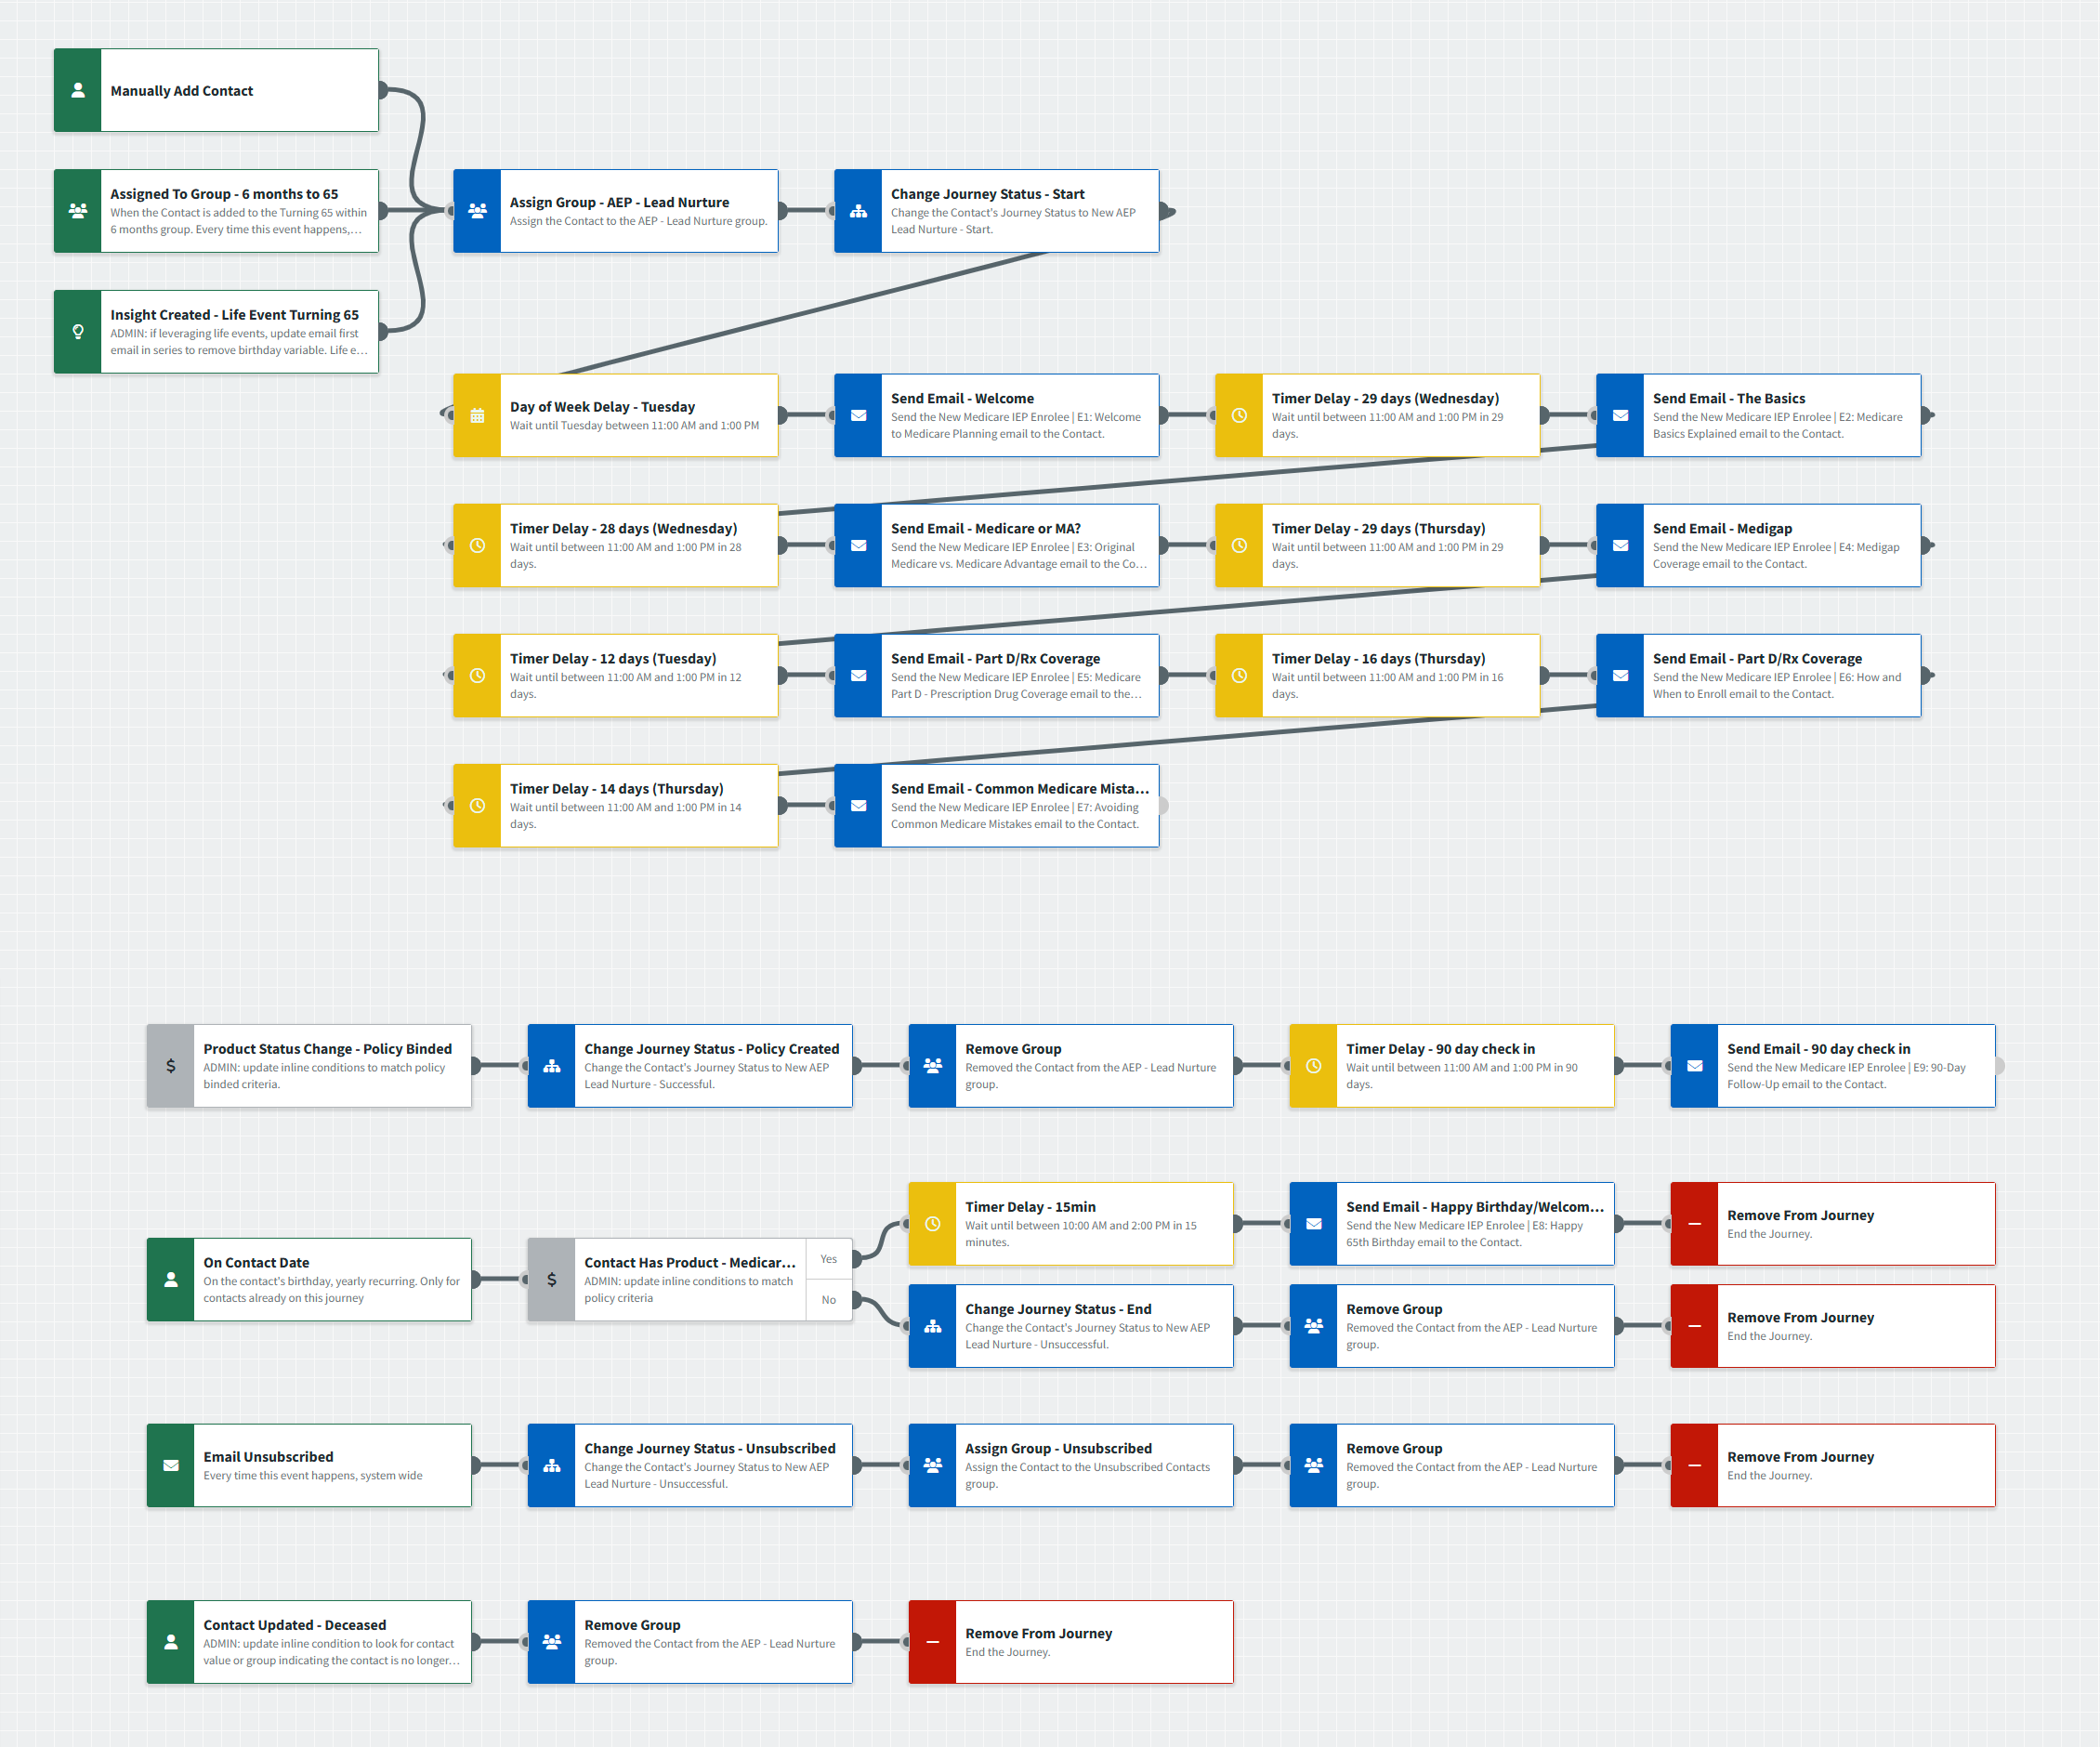 Manually Add Contact
Assigned To Group - 6 months to 65
When the Contact is added to the Turning 65 within
6 months group. Every time this event happens,...
Insight Created - Life Event Turning 65
ADMIN: if leveraging life events, update email first
email in series to remove birthday variable. Life e...
Assign Group - AEP - Lead Nurture
Assign the Contact to the AEP - Lead Nurture group.
Change Journey Status - Start
Change the Contact's Journey Status to New AEP
Lead Nurture - Start.
Day of Week Delay - Tuesday
Wait until Tuesday between 11:00 AM and 1:00 PM
Send Email - Welcome
Send the New Medicare IEP Enrolee | E1: Welcome
to Medicare Planning email to the Contact.
Timer Delay - 29 days (Wednesday)
Wait until between 11:00 AM and 1:00 PM in 29
days.
Send Email - The Basics
Send the New Medicare IEP Enrolee | E2: Medicare
Basics Explained email to the Contact.
Timer Delay - 28 days (Wednesday)
Wait until between 11:00 AM and 1:00 PM in 28
days.
Send Email - Medicare or MA?
Send the New Medicare IEP Enrolee | E3: Original
Medicare vs. Medicare Advantage email to the Co...
Timer Delay - 29 days (Thursday)
Wait until between 11:00 AM and 1:00 PM in 29
days.
Send Email - Medigap
Send the New Medicare IEP Enrolee | E4: Medigap
Coverage email to the Contact.
Timer Delay - 12 days (Tuesday)
Wait until between 11:00 AM and 1:00 PM in 12
days.
Send Email - Part D/Rx Coverage
Send the New Medicare IEP Enrolee | E5: Medicare
Part D - Prescription Drug Coverage email to the...
Timer Delay - 16 days (Thursday)
Wait until between 11:00 AM and 1:00 PM in 16
days.
Send Email - Part D/Rx Coverage
Send the New Medicare IEP Enrolee | E6: How and
When to Enroll email to the Contact.
Timer Delay - 14 days (Thursday)
Wait until between 11:00 AM and 1:00 PM in 14
days.
Send Email - Common Medicare Mista...
Send the New Medicare IEP Enrolee | E7: Avoiding
Common Medicare Mistakes email to the Contact.
Product Status Change - Policy Binded
ADMIN: update inline conditions to match policy
binded criteria.
Change Journey Status - Policy Created
Change the Contact's Journey Status to New AEP
Lead Nurture - Successful.
Remove Group
Removed the Contact from the AEP - Lead Nurture
group.
Timer Delay - 90 day check in
Wait until between 11:00 AM and 1:00 PM in 90
days.
Send Email - 90 day check in
Send the New Medicare IEP Enrolee | E9: 90-Day
Follow-Up email to the Contact.
On Contact Date
On the contact's birthday, yearly recurring. Only for
contacts already on this journey
Contact Has Product - Medicar...
ADMIN: update inline conditions to match
policy criteria
Yes
No
Timer Delay - 15min
Wait until between 10:00 AM and 2:00 PM in 15
minutes.
Send Email - Happy Birthday/Welcom...
Send the New Medicare IEP Enrolee | E8: Happy
65th Birthday email to the Contact.
Remove From Journey
End the Journey.
Change Journey Status - End
Change the Contact's Journey Status to New AEP
Lead Nurture - Unsuccessful.
Remove Group
Removed the Contact from the AEP - Lead Nurture
group.
Remove From Journey
End the Journey.
Email Unsubscribed
Every time this event happens, system wide
Change Journey Status - Unsubscribed
Change the Contact's Journey Status to New AEP
Lead Nurture - Unsuccessful.
Assign Group - Unsubscribed
Assign the Contact to the Unsubscribed Contacts
group.
Remove Group
Removed the Contact from the AEP - Lead Nurture
group.
Remove From Journey
End the Journey.
Contact Updated - Deceased
ADMIN: update inline condition to look for contact
value or group indicating the contact is no longer...
Remove Group
Removed the Contact from the AEP - Lead Nurture
group.
Remove From Journey
End the Journey.